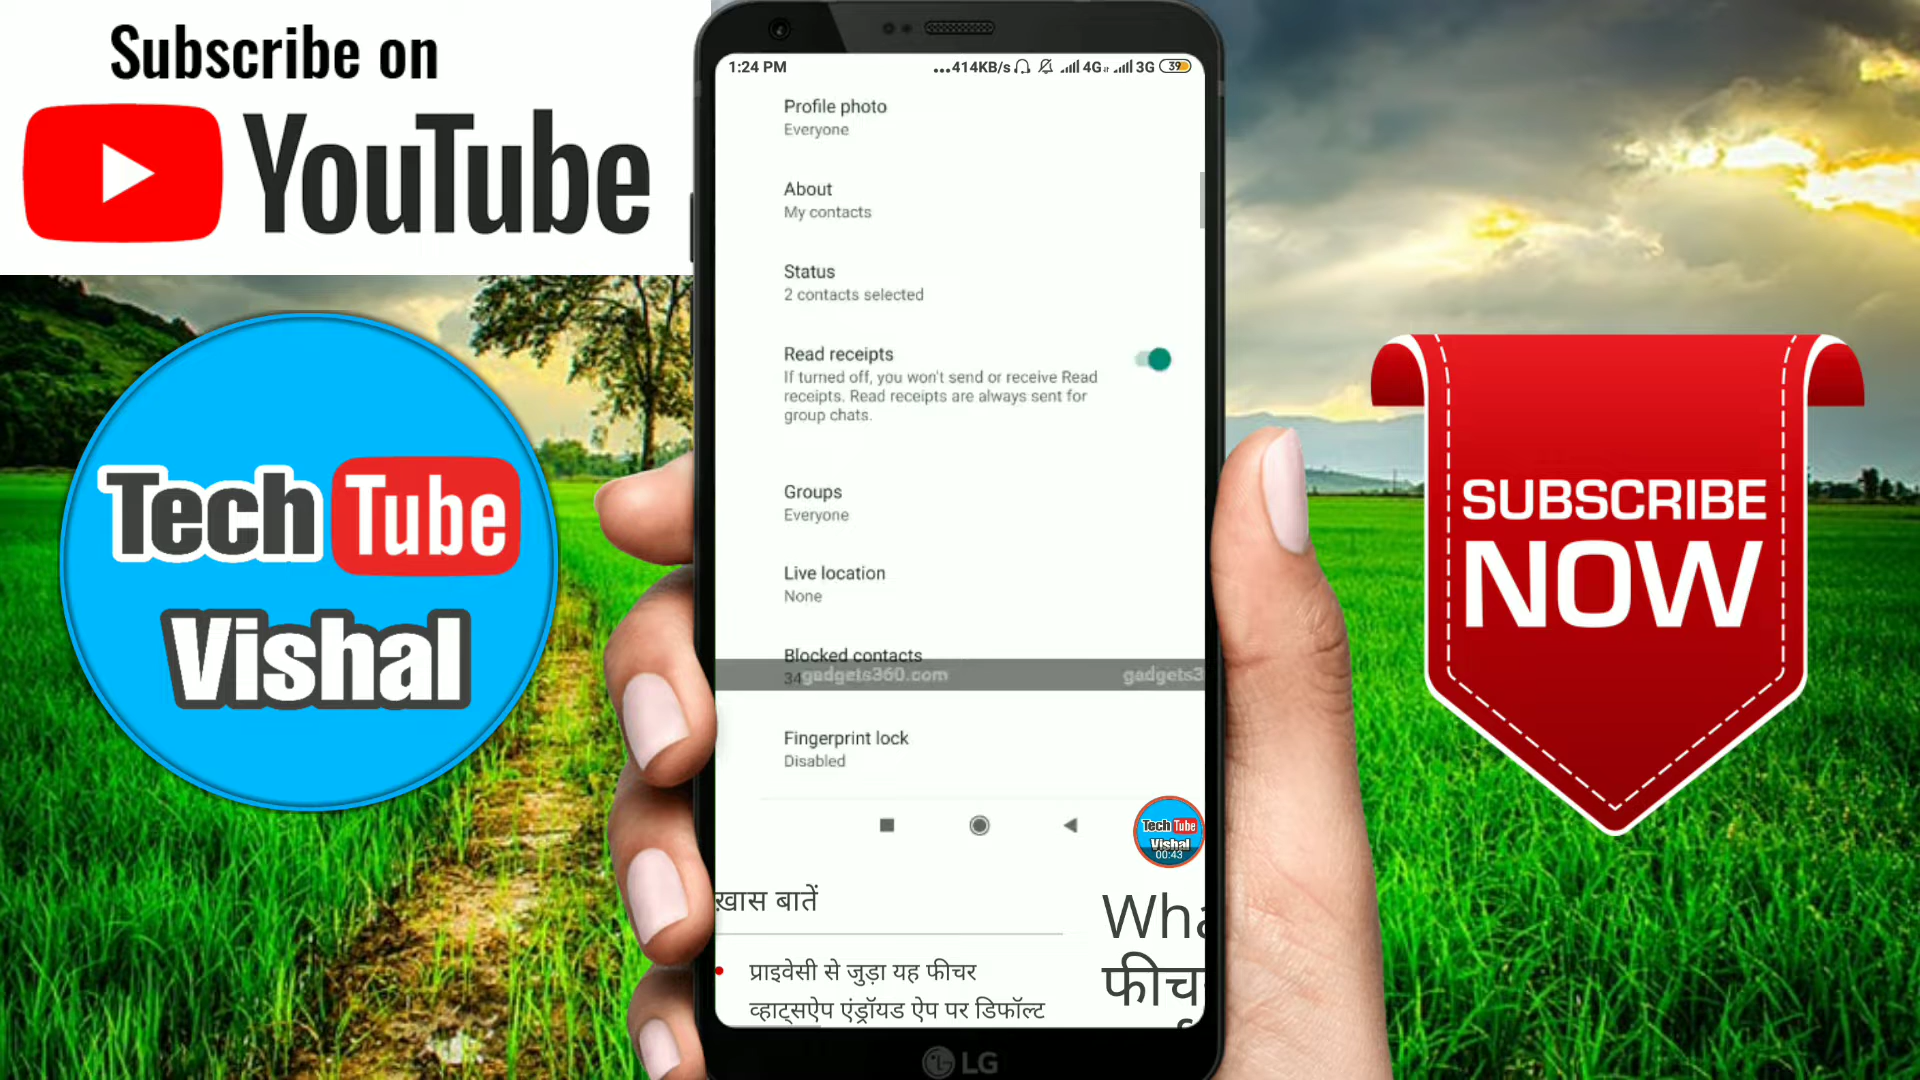 Subscribe on
YouTube
Tech Tube
Vishal
1:24 PM
...414KB/s 4G 3G 39
Profile photo
Everyone
About
My contacts
Status
2 contacts selected
Read receipts
If turned off, you won't send or receive Read
receipts. Read receipts are always sent for
group chats.
Groups
Everyone
Live location
None
Blocked contacts
34
gadgets360.com
gadgets3
Fingerprint lock
Disabled
Tech Tube
Vishal
00:43
ख़ास बातें
प्राइवेसी से जुड़ा यह फीचर
व्हाट्सऐप एंड्रॉयड ऐप पर डिफॉल्ट
Wha
फीच
LG
SUBSCRIBE
NOW